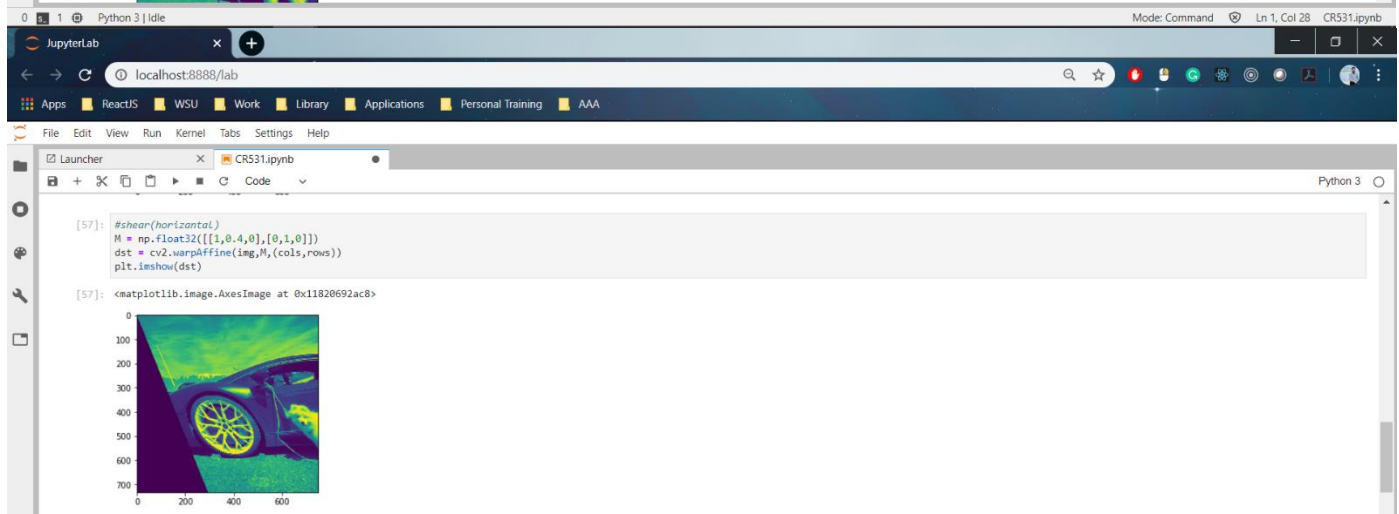 0 s_ 1 Python 3 | Idle Mode: Command Ln 1, Col 28 CR531.ipynb
JupyterLab
localhost:8888/lab
Apps ReactJS WSU Work Library Applications Personal Training AAA
File Edit View Run Kernel Tabs Settings Help
Launcher CR531.ipynb
Code Python 3
[57]: #shear(horizantal)
M = np.float32([[1,0.4,0],[0,1,0]])
dst = cv2.warpAffine(img,M,(cols,rows))
plt.imshow(dst)
[57]: <matplotlib.image.AxesImage at 0x11820692ac8>
0
100
200
300
400
500
600
700
0 200 400 600